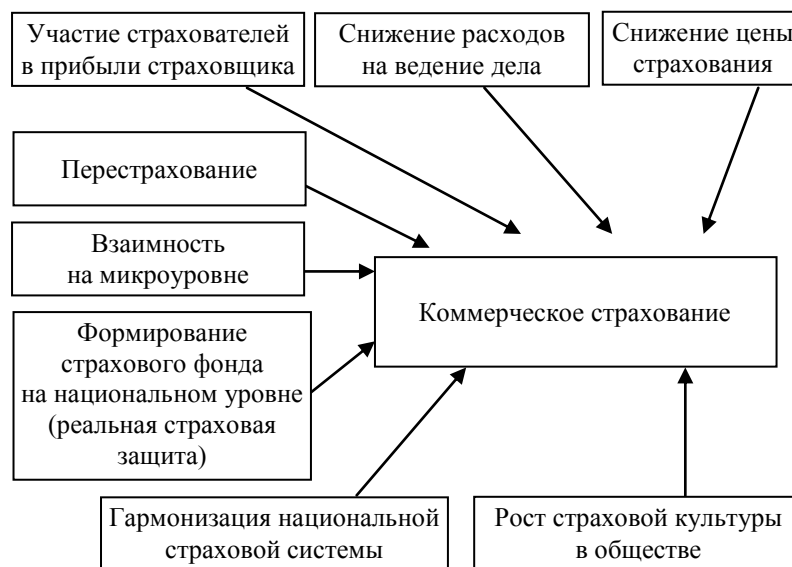 Участие страхователей
в прибыли страховщика
Снижение расходов
на ведение дела
Снижение цены
страхования
Перестрахование
Взаимность
на микроуровне
Коммерческое страхование
Формирование
страхового фонда
на национальном уровне
(реальная страховая
защита)
Гармонизация национальной
страховой системы
Рост страховой культуры
в обществе